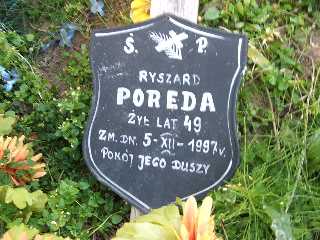 Ś. P.
RYSZARD
POREDA
ŻYŁ LAT 49
ZM. DN. 5-XII-1997 R.
POKÓJ JEGO DUSZY